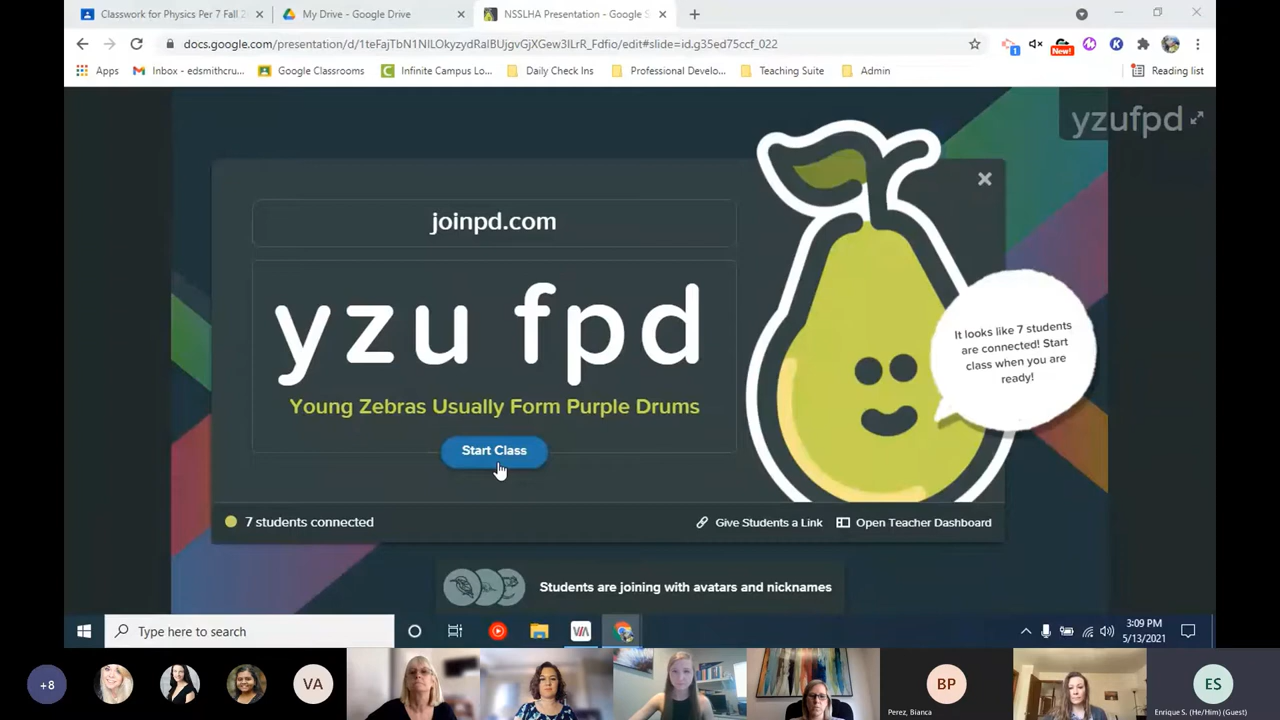 Classwork for Physics Per 7 Fall 2
My Drive - Google Drive
NSSLHA Presentation - Google S
docs.google.com/presentation/d/1teFajTbN1NILOkyzydRaIBUjgvGjXGew3ILrR_Fdfio/edit#slide=id.g35ed75ccf_022
1
New!
Apps
Inbox - edsmithcru...
Google Classrooms
Infinite Campus Lo...
Daily Check Ins
Professional Develo...
Teaching Suite
Admin
Reading list
yzufpd
joinpd.com
yzu fpd
Young Zebras Usually Form Purple Drums
Start Class
It looks like 7 students
are connected! Start
class when you are
ready!
7 students connected
Give Students a Link
Open Teacher Dashboard
Students are joining with avatars and nicknames
Type here to search
VIA
3:09 PM
5/13/2021
+8
VA
BP
Perez, Bianca
ES
Enrique S. (He/Him) (Guest)